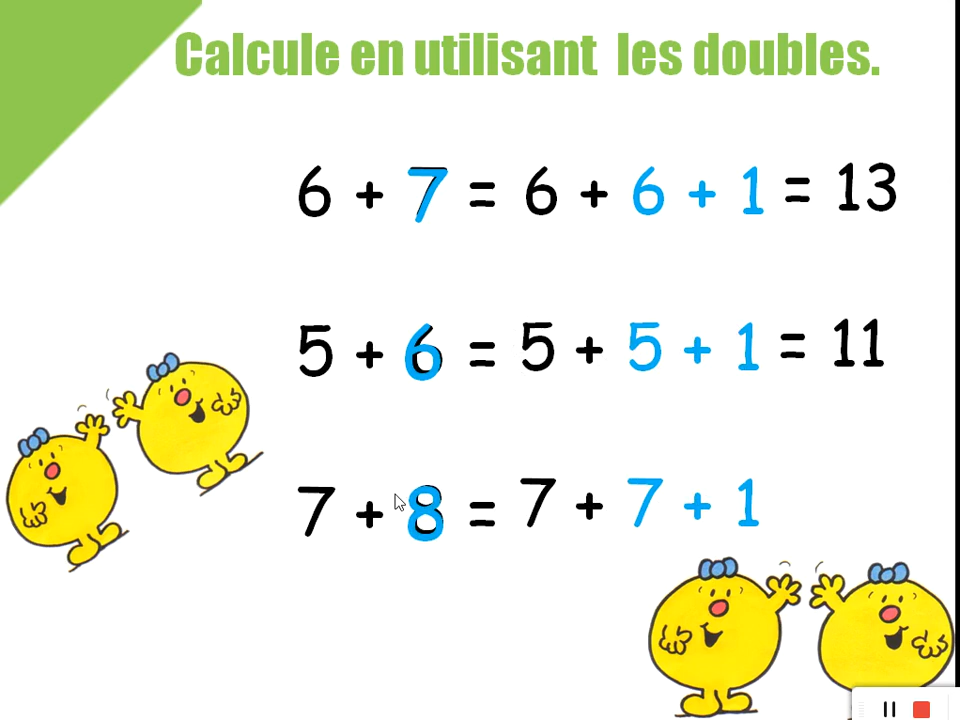 Calcule en utilisant les doubles.
6 + 7 = 6 + 6 + 1 = 13
5 + 6 = 5 + 5 + 1 = 11
7 + 8 = 7 + 7 + 1